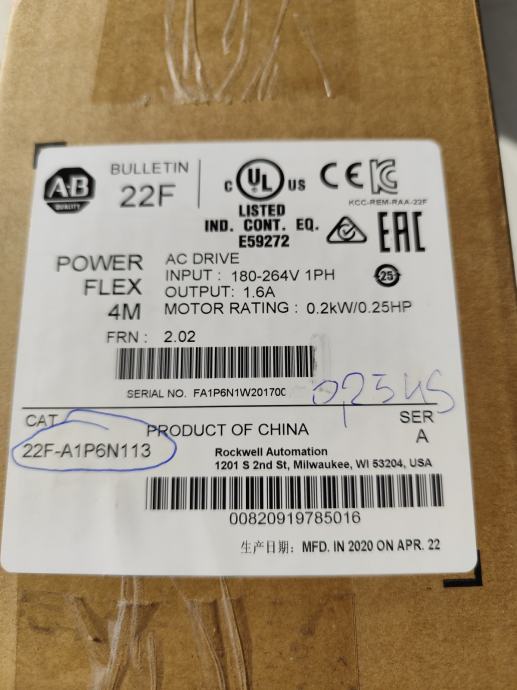 A-B
QUALITY
BULLETIN
22F
C UL US
LISTED
IND. CONT. EQ.
E59272
CE
KCC-REM-RAA-22F
EAC
25
POWER
FLEX
4M
AC DRIVE
INPUT : 180-264V 1PH
OUTPUT: 1.6A
MOTOR RATING : 0.2kW/0.25HP
FRN : 2.02
SERIAL NO. FA1P6N1W20170C
CAT
22F-A1P6N113
PRODUCT OF CHINA
SER
A
Rockwell Automation
1201 S 2nd St, Milwaukee, WI 53204, USA
00820919785016
生产日期: MFD. IN 2020 ON APR. 22